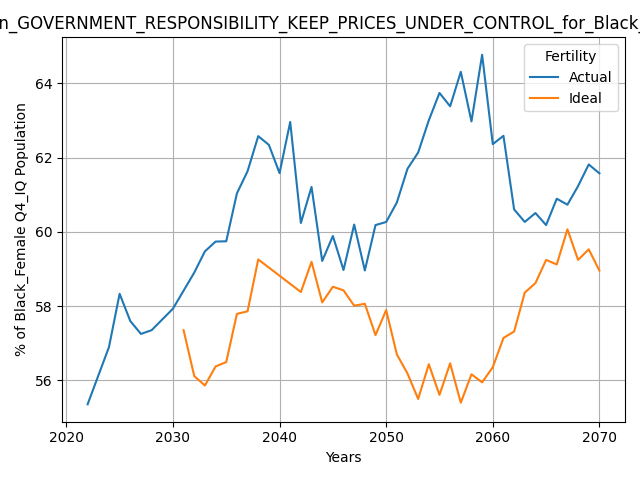 n_GOVERNMENT_RESPONSIBILITY_KEEP_PRICES_UNDER_CONTROL_for_Black_
Fertility
Actual
Ideal
% of Black_Female Q4_IQ Population
64
62
60
58
56
2020 2030 2040 2050 2060 2070
Years